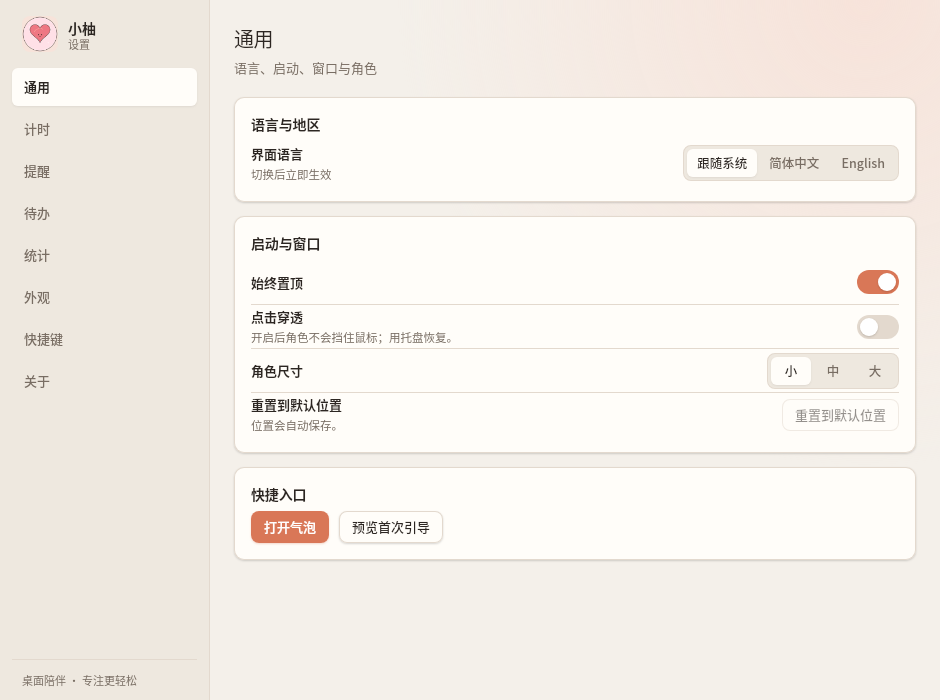 小柚
设置
通用
计时
提醒
待办
统计
外观
快捷键
关于
桌面陪伴 · 专注更轻松
通用
语言、启动、窗口与角色
语言与地区
界面语言
切换后立即生效
跟随系统 简体中文 English
启动与窗口
始终置顶
点击穿透
开启后角色不会挡住鼠标；用托盘恢复。
角色尺寸
小 中 大
重置到默认位置
位置会自动保存。
重置到默认位置
快捷入口
打开气泡 预览首次引导